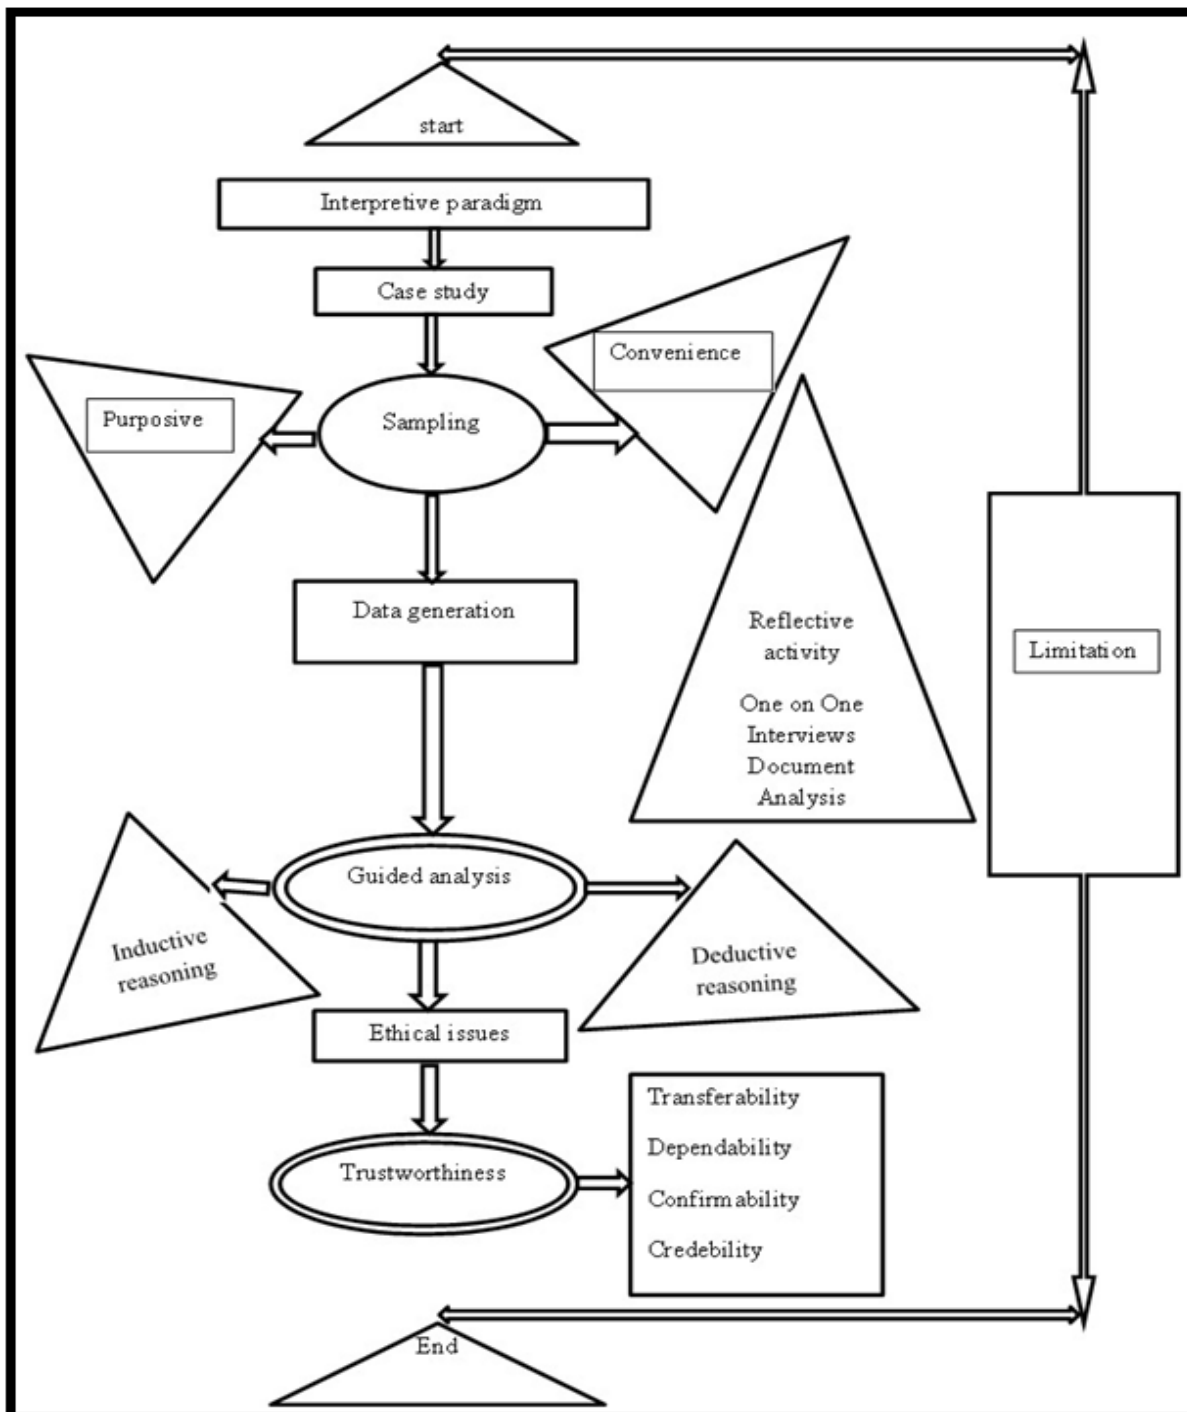 start
Interpretive paradigm
Case study
Convenience
Purposive
Sampling
Data generation
Reflective
activity
One on One
Interviews
Document
Analysis
Limitation
Guided analysis
Inductive
reasoning
Deductive
reasoning
Ethical issues
Transferability
Dependability
Confirmability
Credebility
Trustworthiness
End